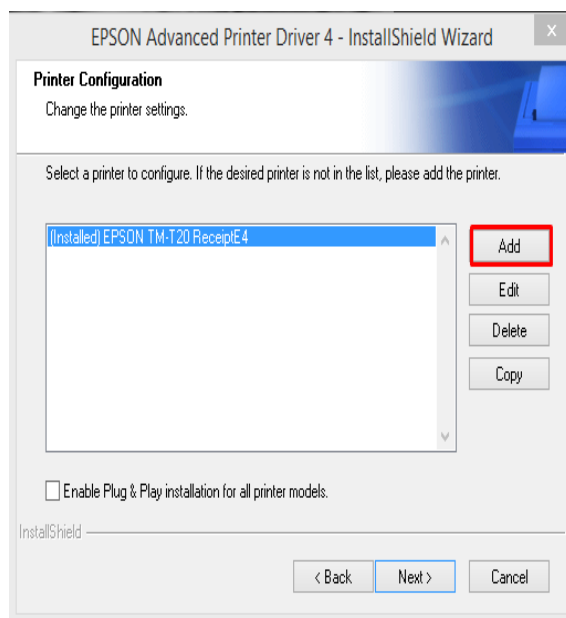 EPSON Advanced Printer Driver 4 - InstallShield Wizard
x
Printer Configuration
Change the printer settings.
Select a printer to configure. If the desired printer is not in the list, please add the printer.
(Installed) EPSON TM-T20 ReceiptE4
Add
Edit
Delete
Copy
Enable Plug & Play installation for all printer models.
InstallShield
< Back
Next >
Cancel